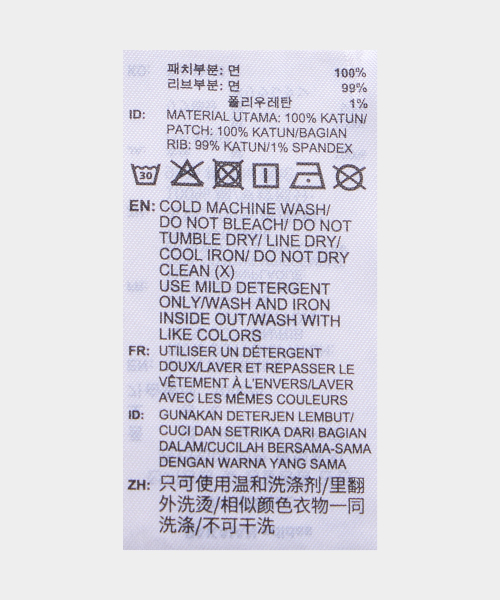 패치부분: 면 100%
리브부분: 면 99%
폴리우레탄 1%
ID: MATERIAL UTAMA: 100% KATUN/
PATCH: 100% KATUN/BAGIAN
RIB: 99% KATUN/1% SPANDEX
30
EN: COLD MACHINE WASH/
DO NOT BLEACH/ DO NOT
TUMBLE DRY/ LINE DRY/
COOL IRON/ DO NOT DRY
CLEAN (X)
USE MILD DETERGENT
ONLY/WASH AND IRON
INSIDE OUT/WASH WITH
LIKE COLORS
FR: UTILISER UN DÉTERGENT
DOUX/LAVER ET REPASSER LE
VÊTEMENT À L'ENVERS/LAVER
AVEC LES MÊMES COULEURS
ID: GUNAKAN DETERJEN LEMBUT/
CUCI DAN SETRIKA DARI BAGIAN
DALAM/CUCILAH BERSAMA-SAMA
DENGAN WARNA YANG SAMA
ZH: 只可使用温和洗涤剂/里翻
外洗烫/相似颜色衣物一同
洗涤/不可干洗